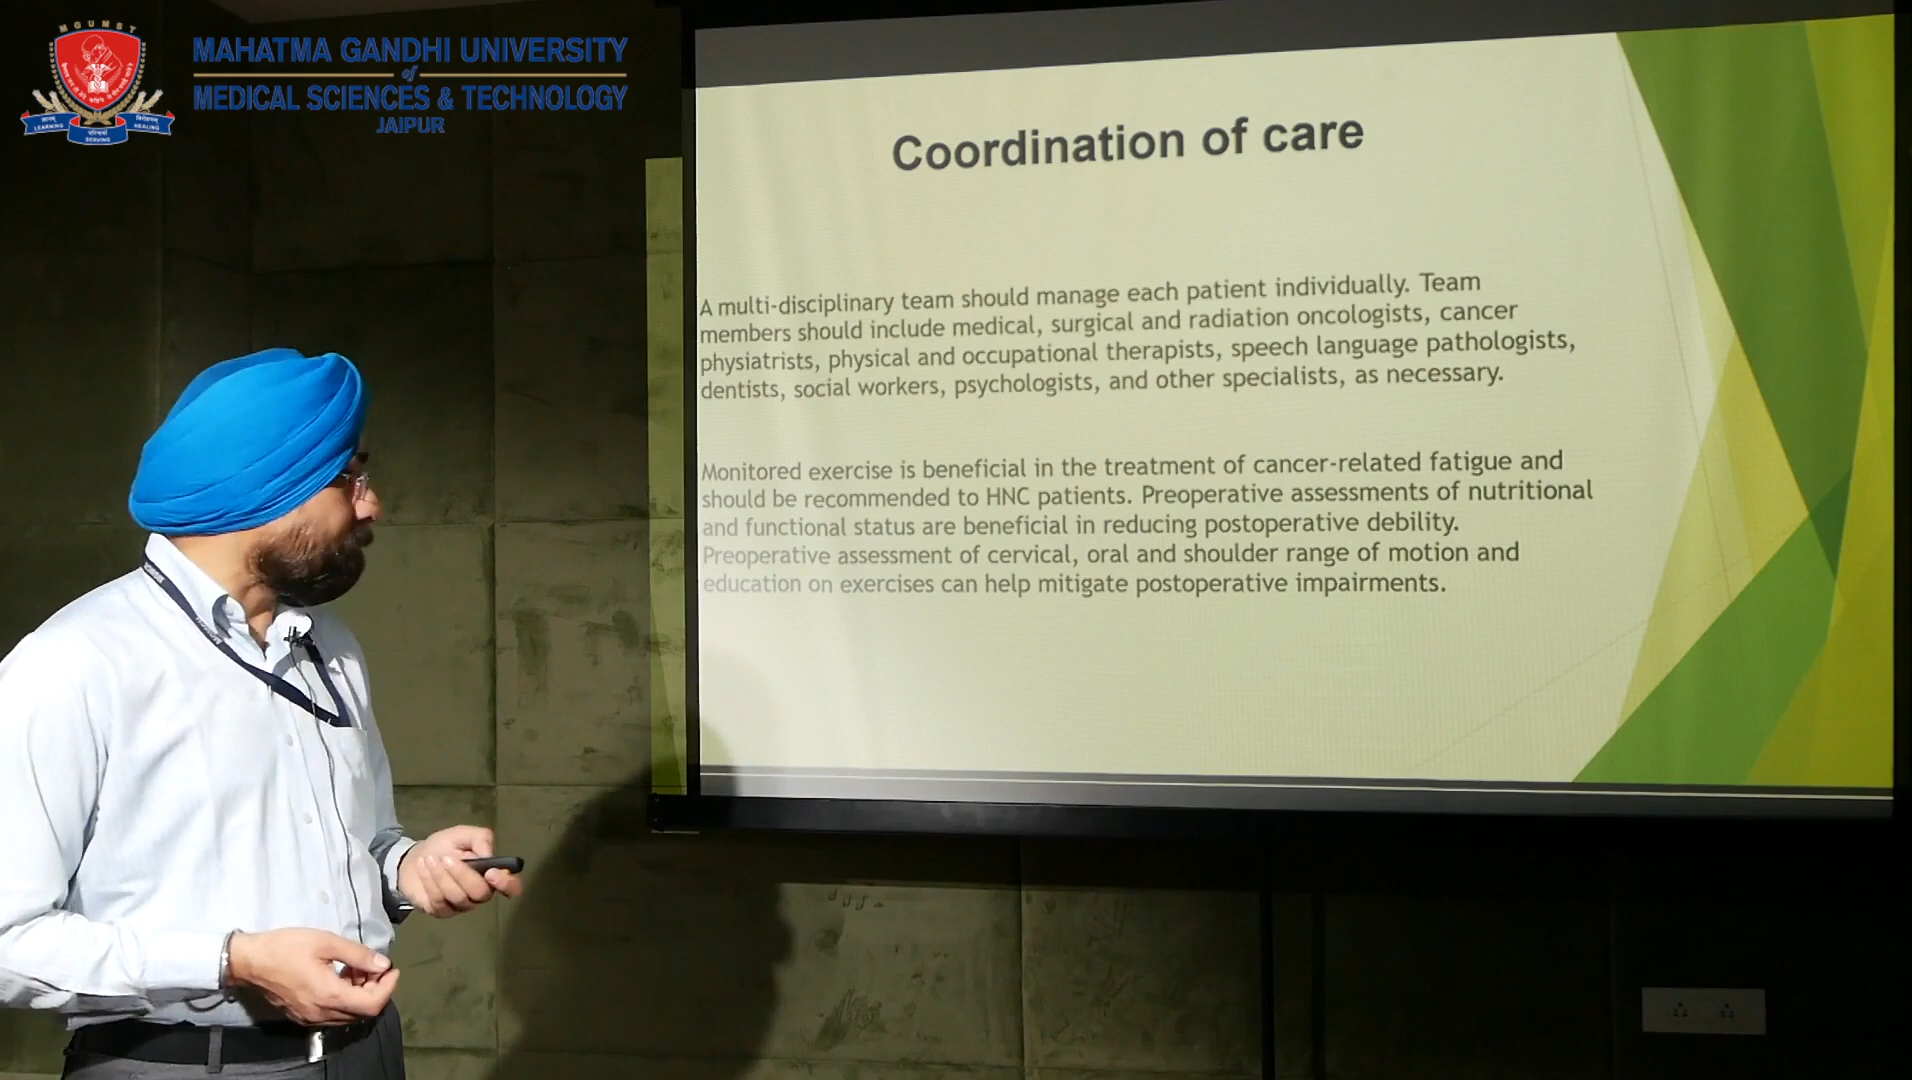 MGUMST
MAHATMA GANDHI UNIVERSITY
of
MEDICAL SCIENCES & TECHNOLOGY
JAIPUR
LEARNING
SERVING
HEALING
Coordination of care
A multi-disciplinary team should manage each patient individually. Team
members should include medical, surgical and radiation oncologists, cancer
physiatrists, physical and occupational therapists, speech language pathologists,
dentists, social workers, psychologists, and other specialists, as necessary.
Monitored exercise is beneficial in the treatment of cancer-related fatigue and
should be recommended to HNC patients. Preoperative assessments of nutritional
and functional status are beneficial in reducing postoperative debility.
Preoperative assessment of cervical, oral and shoulder range of motion and
education on exercises can help mitigate postoperative impairments.